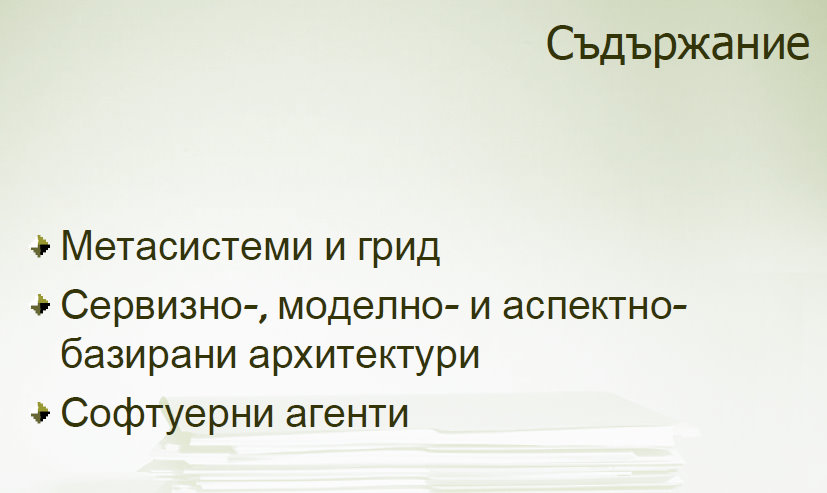 Съдържание
Метасистеми и грид
Сервизно-, моделно- и аспектно-
базирани архитектури
Софтуерни агенти